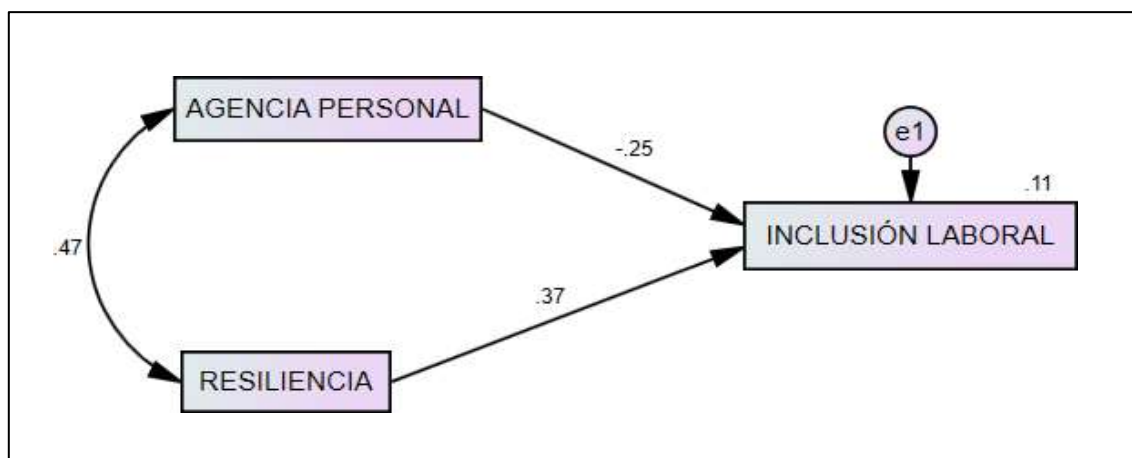 AGENCIA PERSONAL
e1
-.25
.11
INCLUSIÓN LABORAL
.47
.37
RESILIENCIA